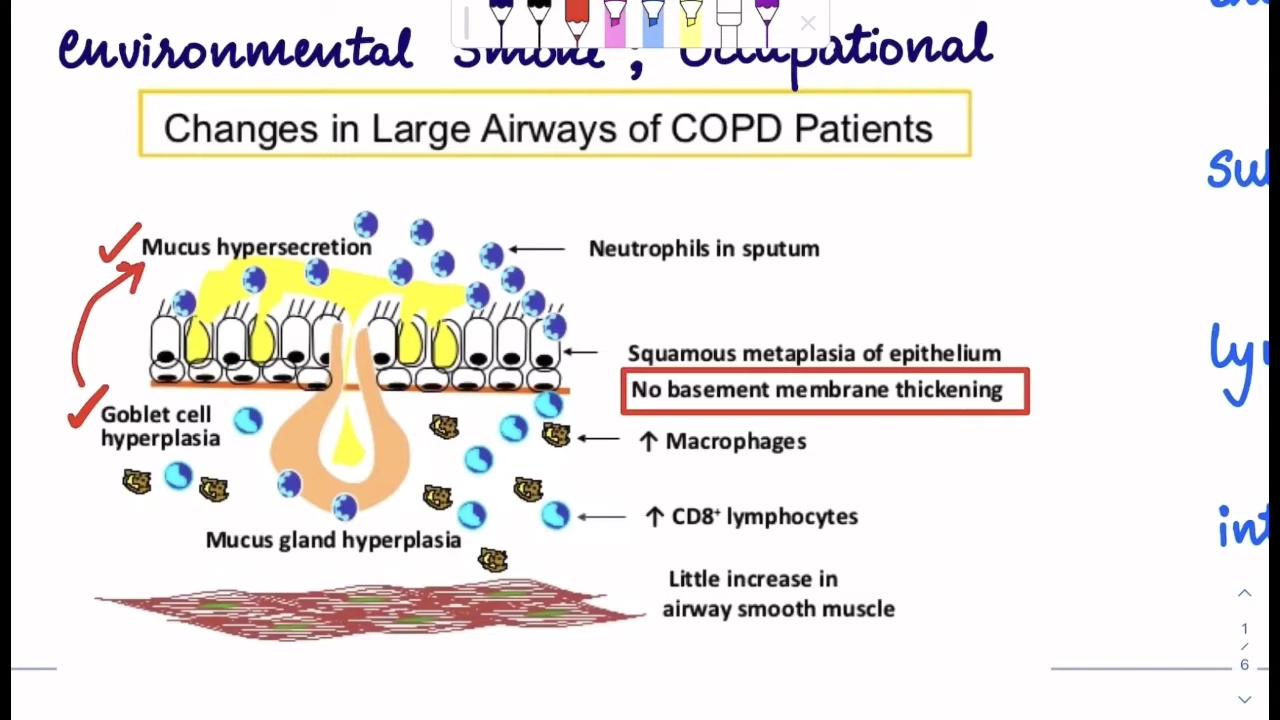 environmental smoke, Occupational
Changes in Large Airways of COPD Patients
Mucus hypersecretion
Neutrophils in sputum
Squamous metaplasia of epithelium
No basement membrane thickening
Goblet cell
hyperplasia
↑ Macrophages
↑ CD8⁺ lymphocytes
Mucus gland hyperplasia
Little increase in
airway smooth muscle
1
/
6